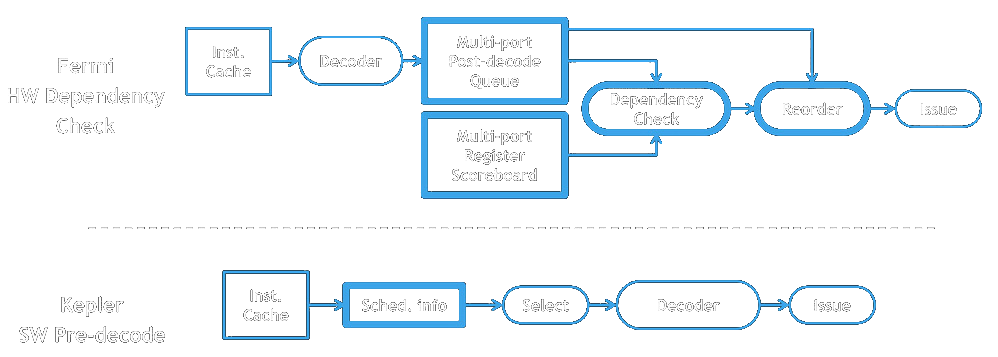 Fermi
HW Dependency
Check
Inst.
Cache
Decoder
Multi-port
Post-decode
Queue
Multi-port
Register
Scoreboard
Dependency
Check
Reorder
Issue
Kepler
SW Pre-decode
Inst.
Cache
Sched. info
Select
Decoder
Issue